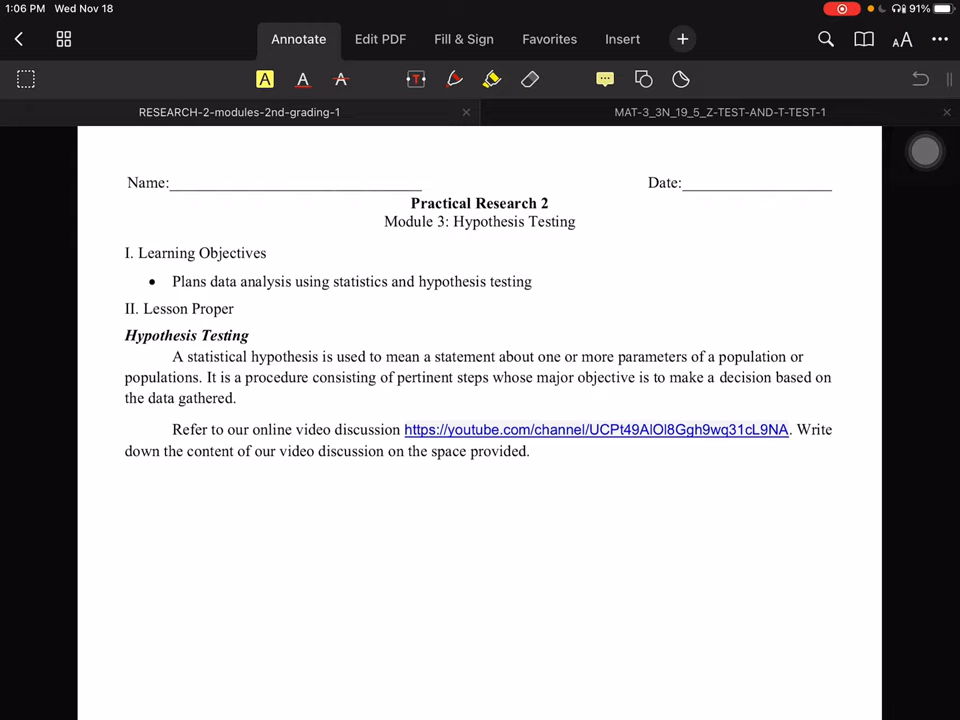 1:06 PM Wed Nov 18 91%
Annotate Edit PDF Fill & Sign Favorites Insert
RESEARCH-2-modules-2nd-grading-1 MAT-3_3N_19_5_Z-TEST-AND-T-TEST-1
Name:________________________________ Date:___________________
Practical Research 2
Module 3: Hypothesis Testing
I. Learning Objectives
• Plans data analysis using statistics and hypothesis testing
II. Lesson Proper
Hypothesis Testing
A statistical hypothesis is used to mean a statement about one or more parameters of a population or
populations. It is a procedure consisting of pertinent steps whose major objective is to make a decision based on
the data gathered.
Refer to our online video discussion https://youtube.com/channel/UCPt49AlOl8Ggh9wq31cL9NA. Write
down the content of our video discussion on the space provided.